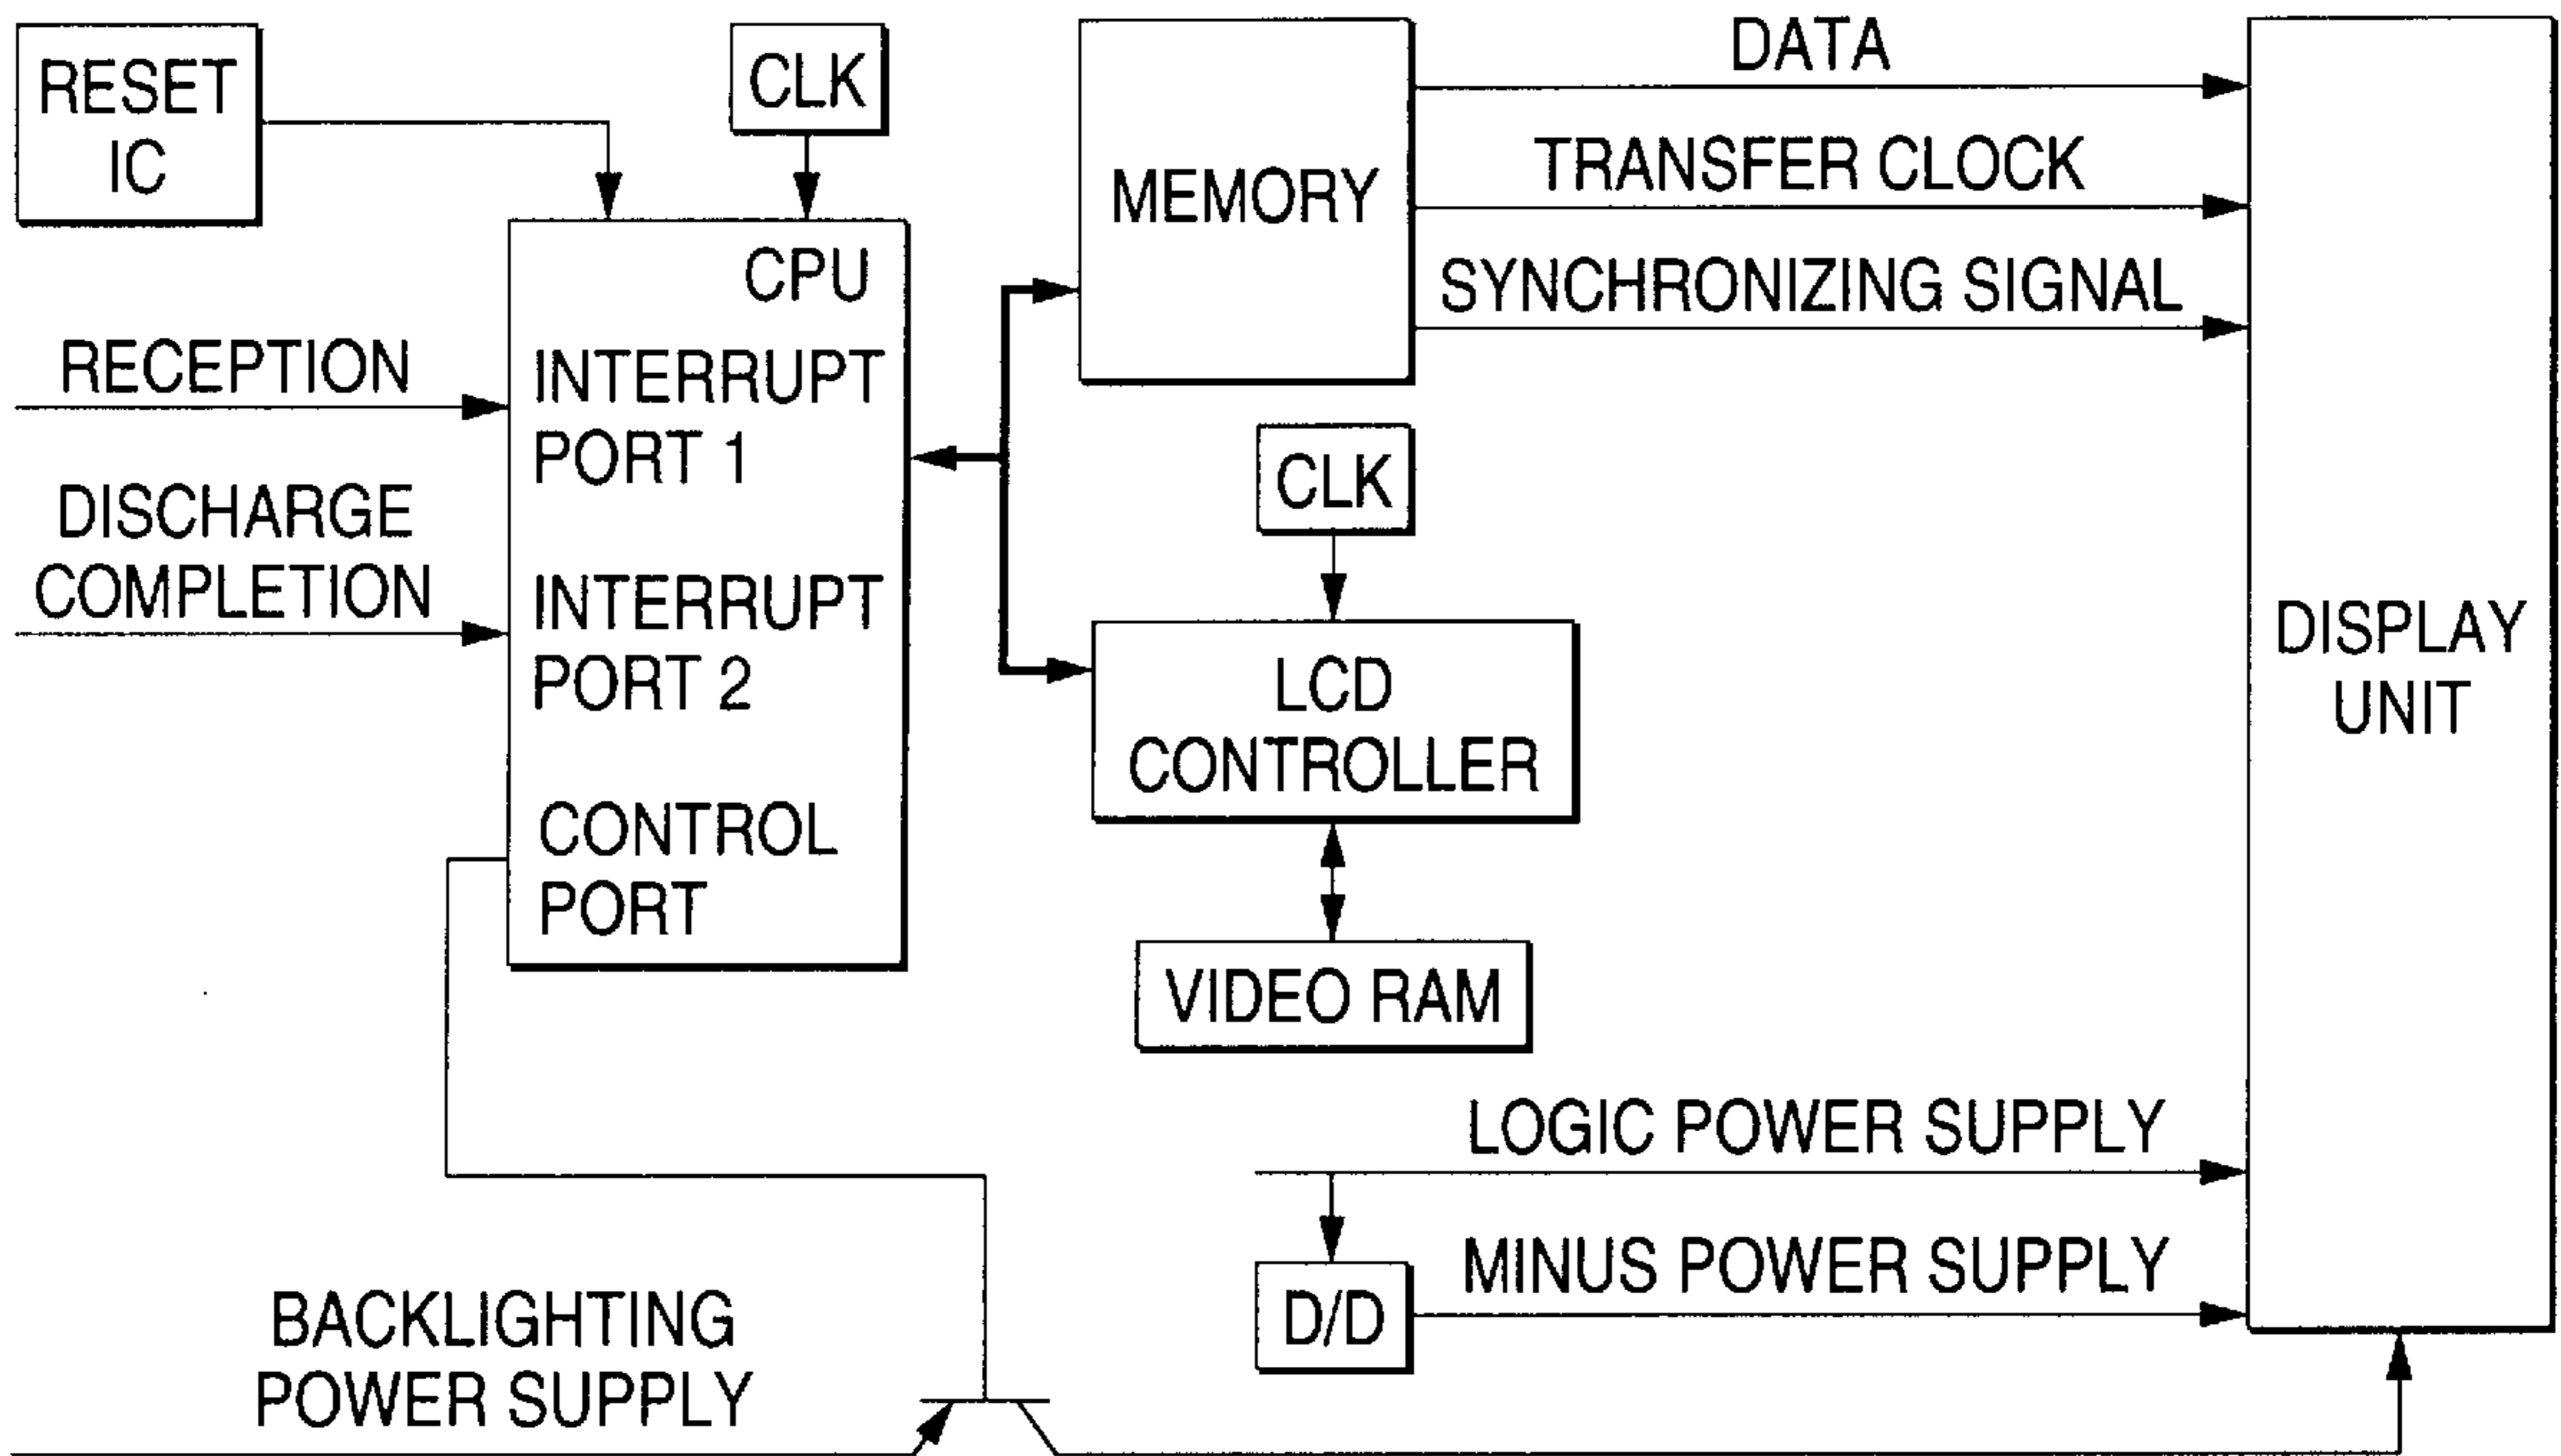 RESET
IC
CLK
CPU
INTERRUPT
PORT 1
INTERRUPT
PORT 2
CONTROL
PORT
RECEPTION
DISCHARGE
COMPLETION
MEMORY
DATA
TRANSFER CLOCK
SYNCHRONIZING SIGNAL
CLK
LCD
CONTROLLER
VIDEO RAM
DISPLAY
UNIT
LOGIC POWER SUPPLY
MINUS POWER SUPPLY
D/D
BACKLIGHTING
POWER SUPPLY